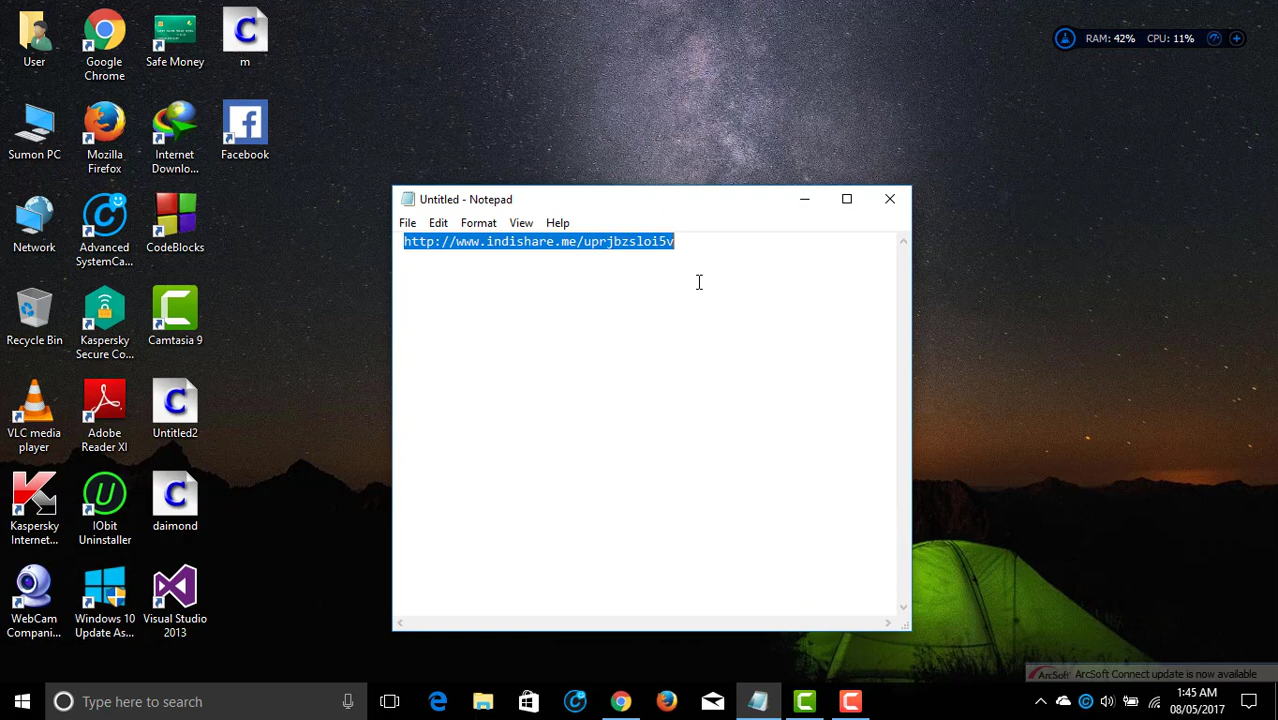 User
Google Chrome
Safe Money
m
Sumon PC
Mozilla Firefox
Internet Downlo...
Facebook
Network
Advanced SystemCa...
CodeBlocks
Recycle Bin
Kaspersky Secure Co...
Camtasia 9
VLC media player
Adobe Reader XI
Untitled2
Kaspersky Internet...
IObit Uninstaller
daimond
WebCam Compani...
Windows 10 Update As...
Visual Studio 2013
RAM: 42% CPU: 11%
Untitled - Notepad
File Edit Format View Help
http://www.indishare.me/uprjbzsloi5v
ArcSoft ArcSoft Connect update is now available
Type here to search
1:45 AM
08/05/2017